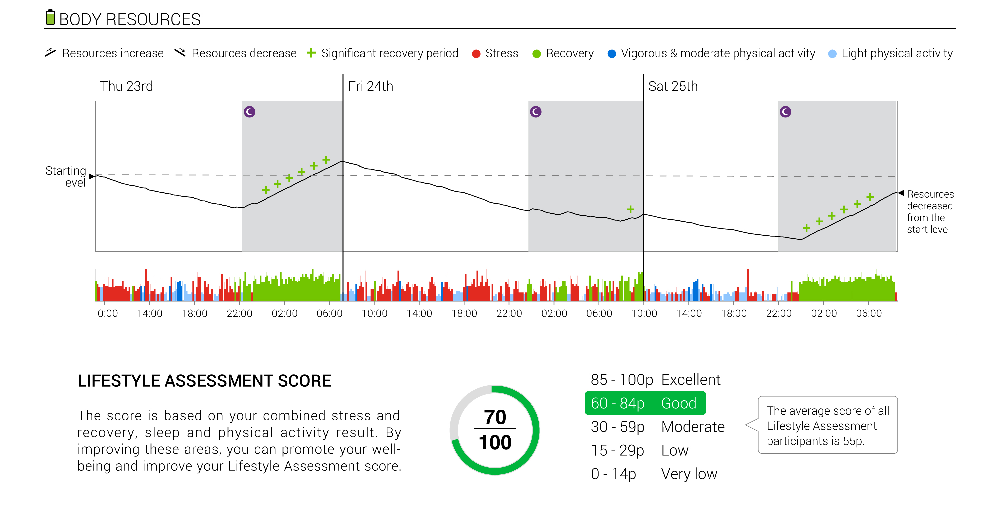 BODY RESOURCES
Resources increase Resources decrease Significant recovery period Stress Recovery Vigorous & moderate physical activity Light physical activity
Thu 23rd Fri 24th Sat 25th
Starting
level
Resources
decreased
from the
start level
10:00 14:00 18:00 22:00 02:00 06:00 10:00 14:00 18:00 22:00 02:00 06:00 10:00 14:00 18:00 22:00 02:00 06:00
LIFESTYLE ASSESSMENT SCORE
The score is based on your combined stress and
recovery, sleep and physical activity result. By
improving these areas, you can promote your well-
being and improve your Lifestyle Assessment score.
70
100
85 - 100p Excellent
60 - 84p Good
30 - 59p Moderate
15 - 29p Low
0 - 14p Very low
The average score of all
Lifestyle Assessment
participants is 55p.